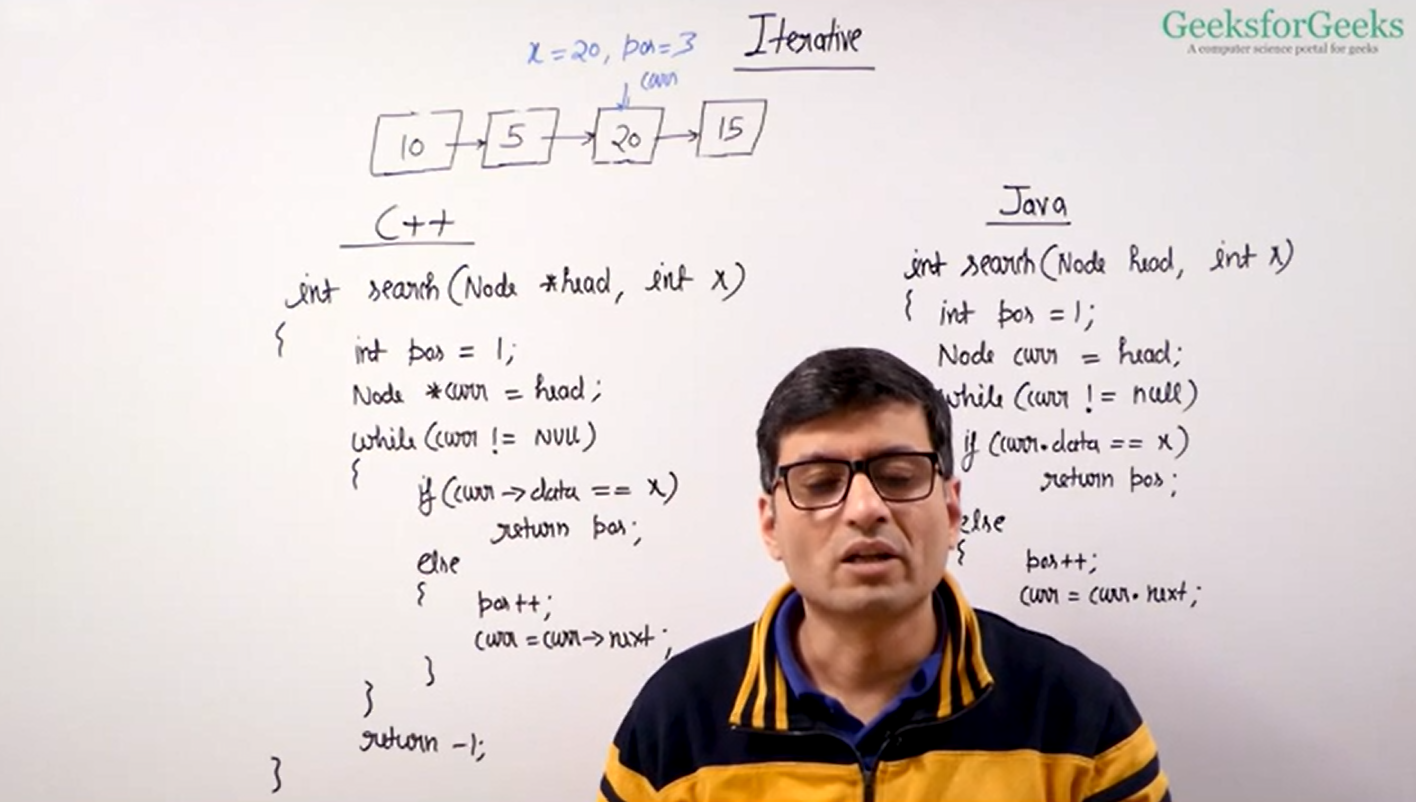 GeeksforGeeks
A computer science portal for geeks
Iterative
x = 20, pos = 3
curr
10 5 20 15
C++
int search(Node *head, int x)
{
int pos = 1;
Node *curr = head;
while (curr != NULL)
{
if (curr->data == x)
return pos;
else
{
pos++;
curr = curr->next;
}
}
return -1;
}
Java
int search(Node head, int x)
{ int pos = 1;
Node curr = head;
while (curr != null)
if (curr.data == x)
return pos;
else
{
pos++;
curr = curr.next;